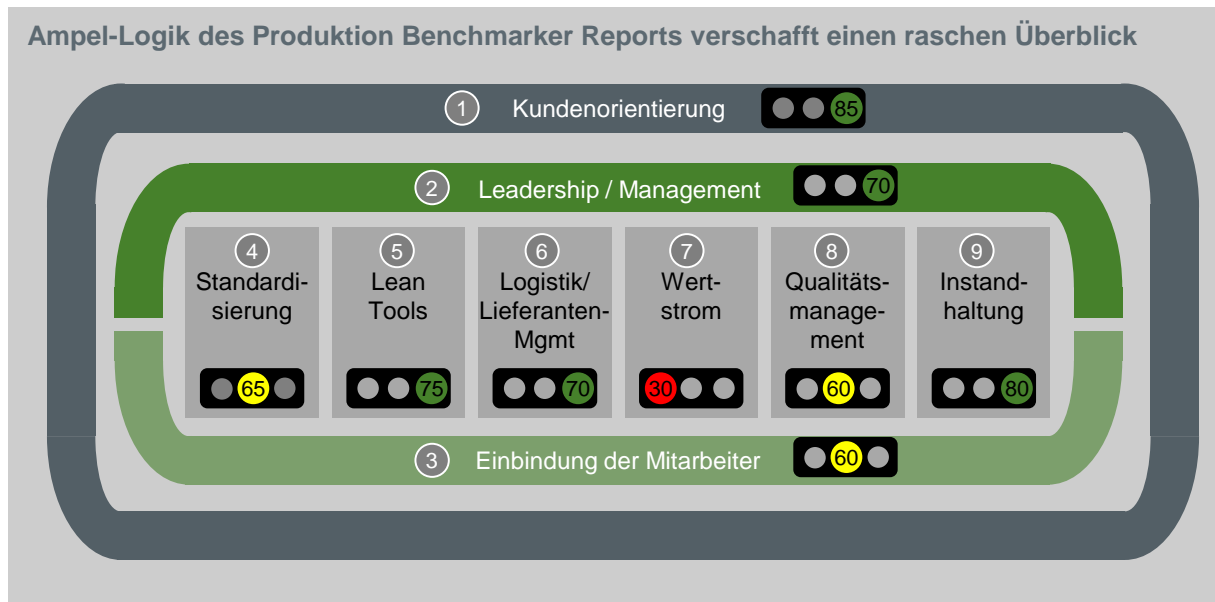 Ampel-Logik des Produktion Benchmarker Reports verschafft einen raschen Überblick
1 Kundenorientierung 85
2 Leadership / Management 70
4
Standardi-
sierung
65
5
Lean
Tools
75
6
Logistik/
Lieferanten-
Mgmt
70
7
Wert-
strom
30
8
Qualitäts-
manage-
ment
60
9
Instand-
haltung
80
3 Einbindung der Mitarbeiter 60